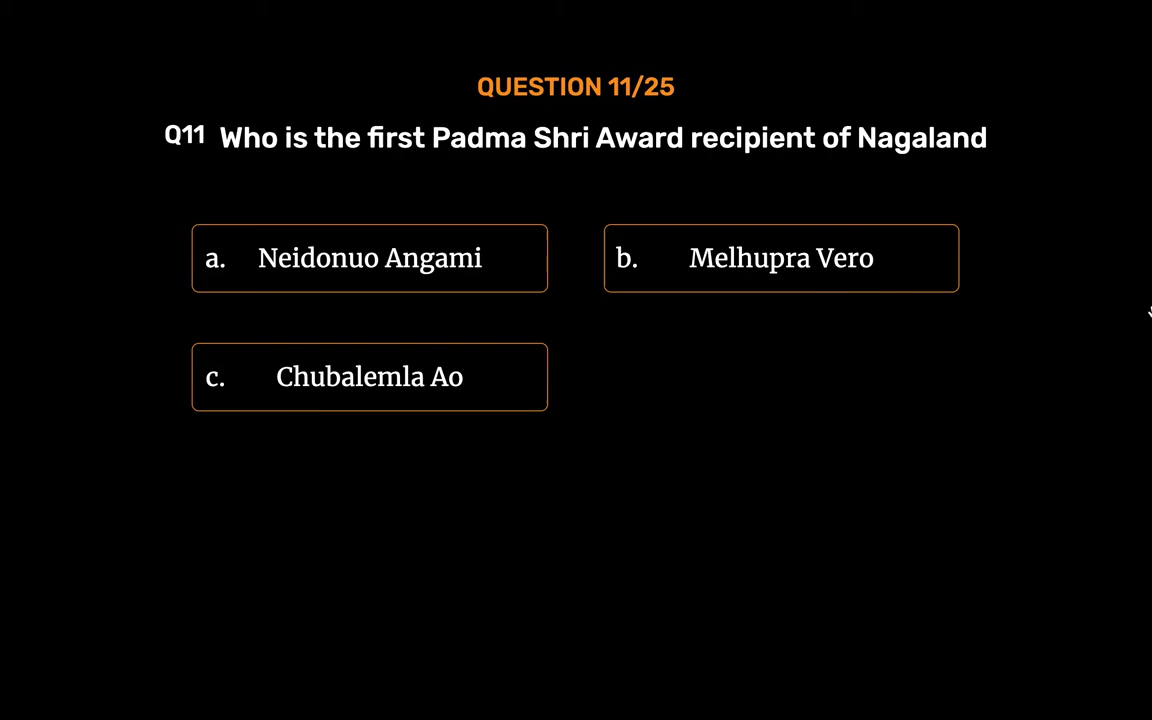 QUESTION 11/25
Q11 Who is the first Padma Shri Award recipient of Nagaland
a. Neidonuo Angami
b. Melhupra Vero
c. Chubalemla Ao